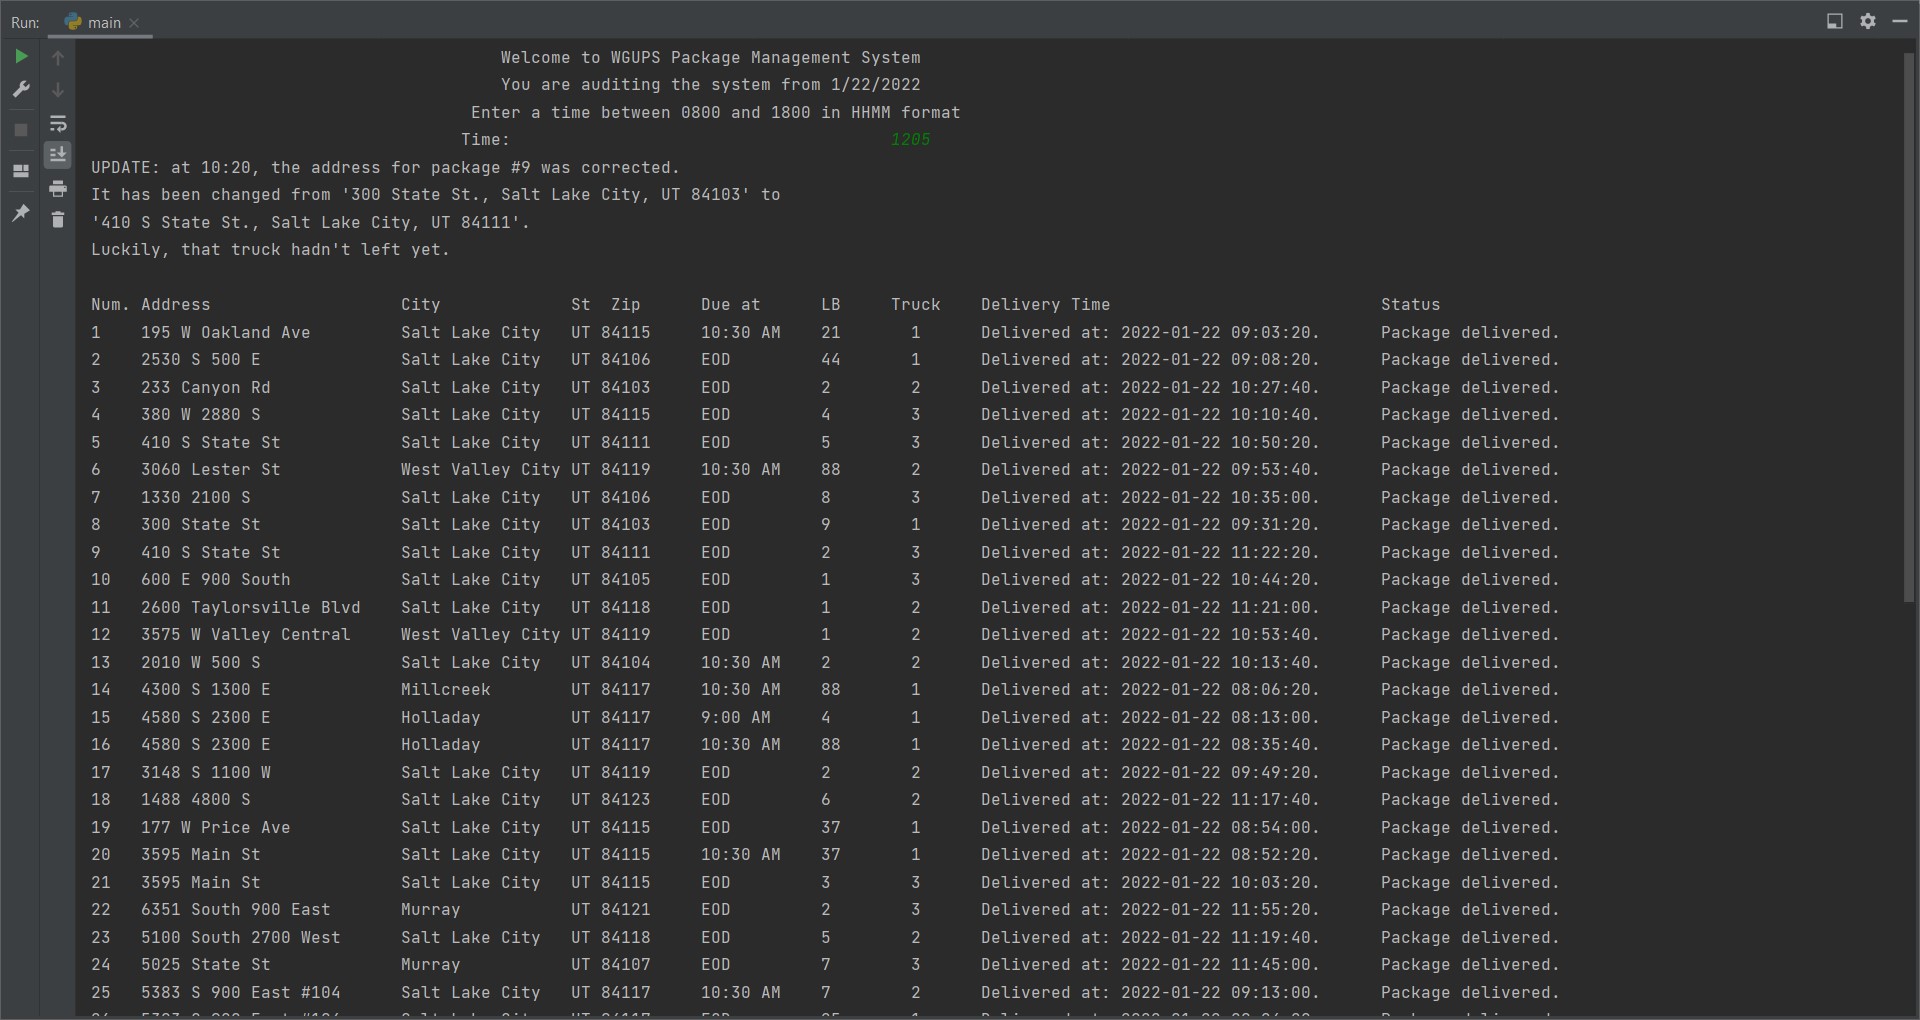 Run: main
Welcome to WGUPS Package Management System
You are auditing the system from 1/22/2022
Enter a time between 0800 and 1800 in HHMM format
Time: 1205
UPDATE: at 10:20, the address for package #9 was corrected.
It has been changed from '300 State St., Salt Lake City, UT 84103' to
'410 S State St., Salt Lake City, UT 84111'.
Luckily, that truck hadn't left yet.
Num. Address City St Zip Due at LB Truck Delivery Time Status
1 195 W Oakland Ave Salt Lake City UT 84115 10:30 AM 21 1 Delivered at: 2022-01-22 09:03:20. Package delivered.
2 2530 S 500 E Salt Lake City UT 84106 EOD 44 1 Delivered at: 2022-01-22 09:08:20. Package delivered.
3 233 Canyon Rd Salt Lake City UT 84103 EOD 2 2 Delivered at: 2022-01-22 10:27:40. Package delivered.
4 380 W 2880 S Salt Lake City UT 84115 EOD 4 3 Delivered at: 2022-01-22 10:10:40. Package delivered.
5 410 S State St Salt Lake City UT 84111 EOD 5 3 Delivered at: 2022-01-22 10:50:20. Package delivered.
6 3060 Lester St West Valley City UT 84119 10:30 AM 88 2 Delivered at: 2022-01-22 09:53:40. Package delivered.
7 1330 2100 S Salt Lake City UT 84106 EOD 8 3 Delivered at: 2022-01-22 10:35:00. Package delivered.
8 300 State St Salt Lake City UT 84103 EOD 9 1 Delivered at: 2022-01-22 09:31:20. Package delivered.
9 410 S State St Salt Lake City UT 84111 EOD 2 3 Delivered at: 2022-01-22 11:22:20. Package delivered.
10 600 E 900 South Salt Lake City UT 84105 EOD 1 3 Delivered at: 2022-01-22 10:44:20. Package delivered.
11 2600 Taylorsville Blvd Salt Lake City UT 84118 EOD 1 2 Delivered at: 2022-01-22 11:21:00. Package delivered.
12 3575 W Valley Central West Valley City UT 84119 EOD 1 2 Delivered at: 2022-01-22 10:53:40. Package delivered.
13 2010 W 500 S Salt Lake City UT 84104 10:30 AM 2 2 Delivered at: 2022-01-22 10:13:40. Package delivered.
14 4300 S 1300 E Millcreek UT 84117 10:30 AM 88 1 Delivered at: 2022-01-22 08:06:20. Package delivered.
15 4580 S 2300 E Holladay UT 84117 9:00 AM 4 1 Delivered at: 2022-01-22 08:13:00. Package delivered.
16 4580 S 2300 E Holladay UT 84117 10:30 AM 88 1 Delivered at: 2022-01-22 08:35:40. Package delivered.
17 3148 S 1100 W Salt Lake City UT 84119 EOD 2 2 Delivered at: 2022-01-22 09:49:20. Package delivered.
18 1488 4800 S Salt Lake City UT 84123 EOD 6 2 Delivered at: 2022-01-22 11:17:40. Package delivered.
19 177 W Price Ave Salt Lake City UT 84115 EOD 37 1 Delivered at: 2022-01-22 08:54:00. Package delivered.
20 3595 Main St Salt Lake City UT 84115 10:30 AM 37 1 Delivered at: 2022-01-22 08:52:20. Package delivered.
21 3595 Main St Salt Lake City UT 84115 EOD 3 3 Delivered at: 2022-01-22 10:03:20. Package delivered.
22 6351 South 900 East Murray UT 84121 EOD 2 3 Delivered at: 2022-01-22 11:55:20. Package delivered.
23 5100 South 2700 West Salt Lake City UT 84118 EOD 5 2 Delivered at: 2022-01-22 11:19:40. Package delivered.
24 5025 State St Murray UT 84107 EOD 7 3 Delivered at: 2022-01-22 11:45:00. Package delivered.
25 5383 S 900 East #104 Salt Lake City UT 84117 10:30 AM 7 2 Delivered at: 2022-01-22 09:13:00. Package delivered.